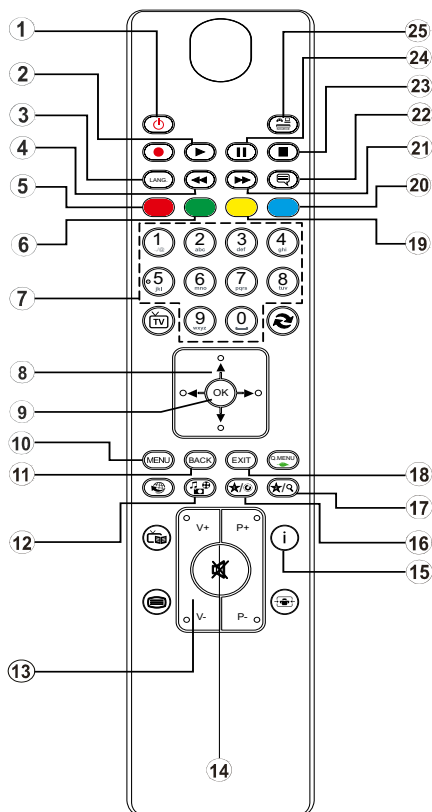 1
25
2
24
3
23
LANG.
22
4
21
5
20
6
19
1
2 abc
3 def
4 ghi
7
5 jkl
6 mno
7 pqrs
8 tuv
TV
9 wxyz
0
8
9
OK
10
MENU
BACK
EXIT
Q.MENU
11
18
17
12
16
V+
P+
i
15
V-
P-
13
14